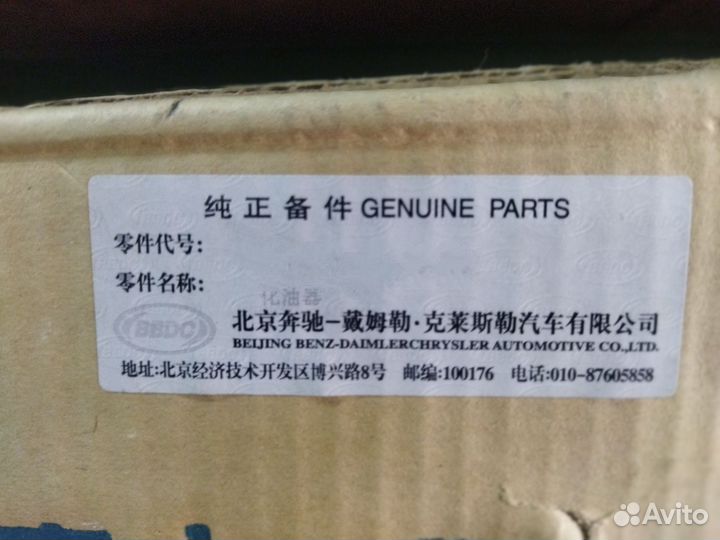 纯正备件 GENUINE PARTS
零件代号:
零件名称:
化油器
BBDC
北京奔驰-戴姆勒·克莱斯勒汽车有限公司
BEIJING BENZ-DAIMLERCHRYSLER AUTOMOTIVE CO.,LTD.
地址:北京经济技术开发区博兴路8号 邮编:100176 电话:010-87605858
Avito